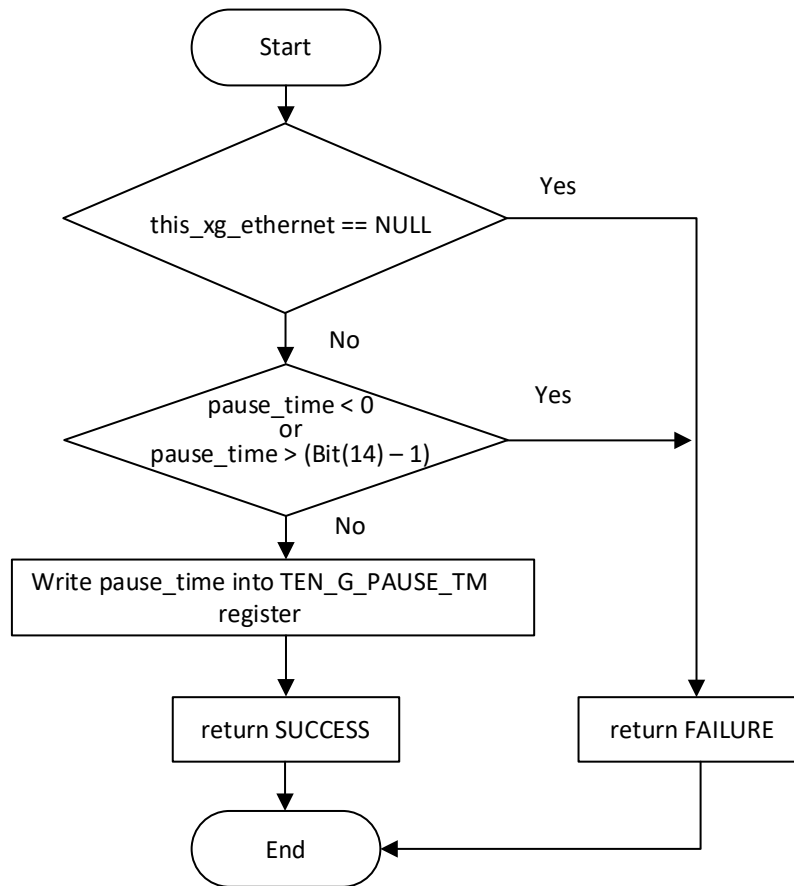 Start
Yes
this_xg_ethernet == NULL
No
pause_time < 0
or
pause_time > (Bit(14) – 1)
Yes
No
Write pause_time into TEN_G_PAUSE_TM
register
return SUCCESS
return FAILURE
End